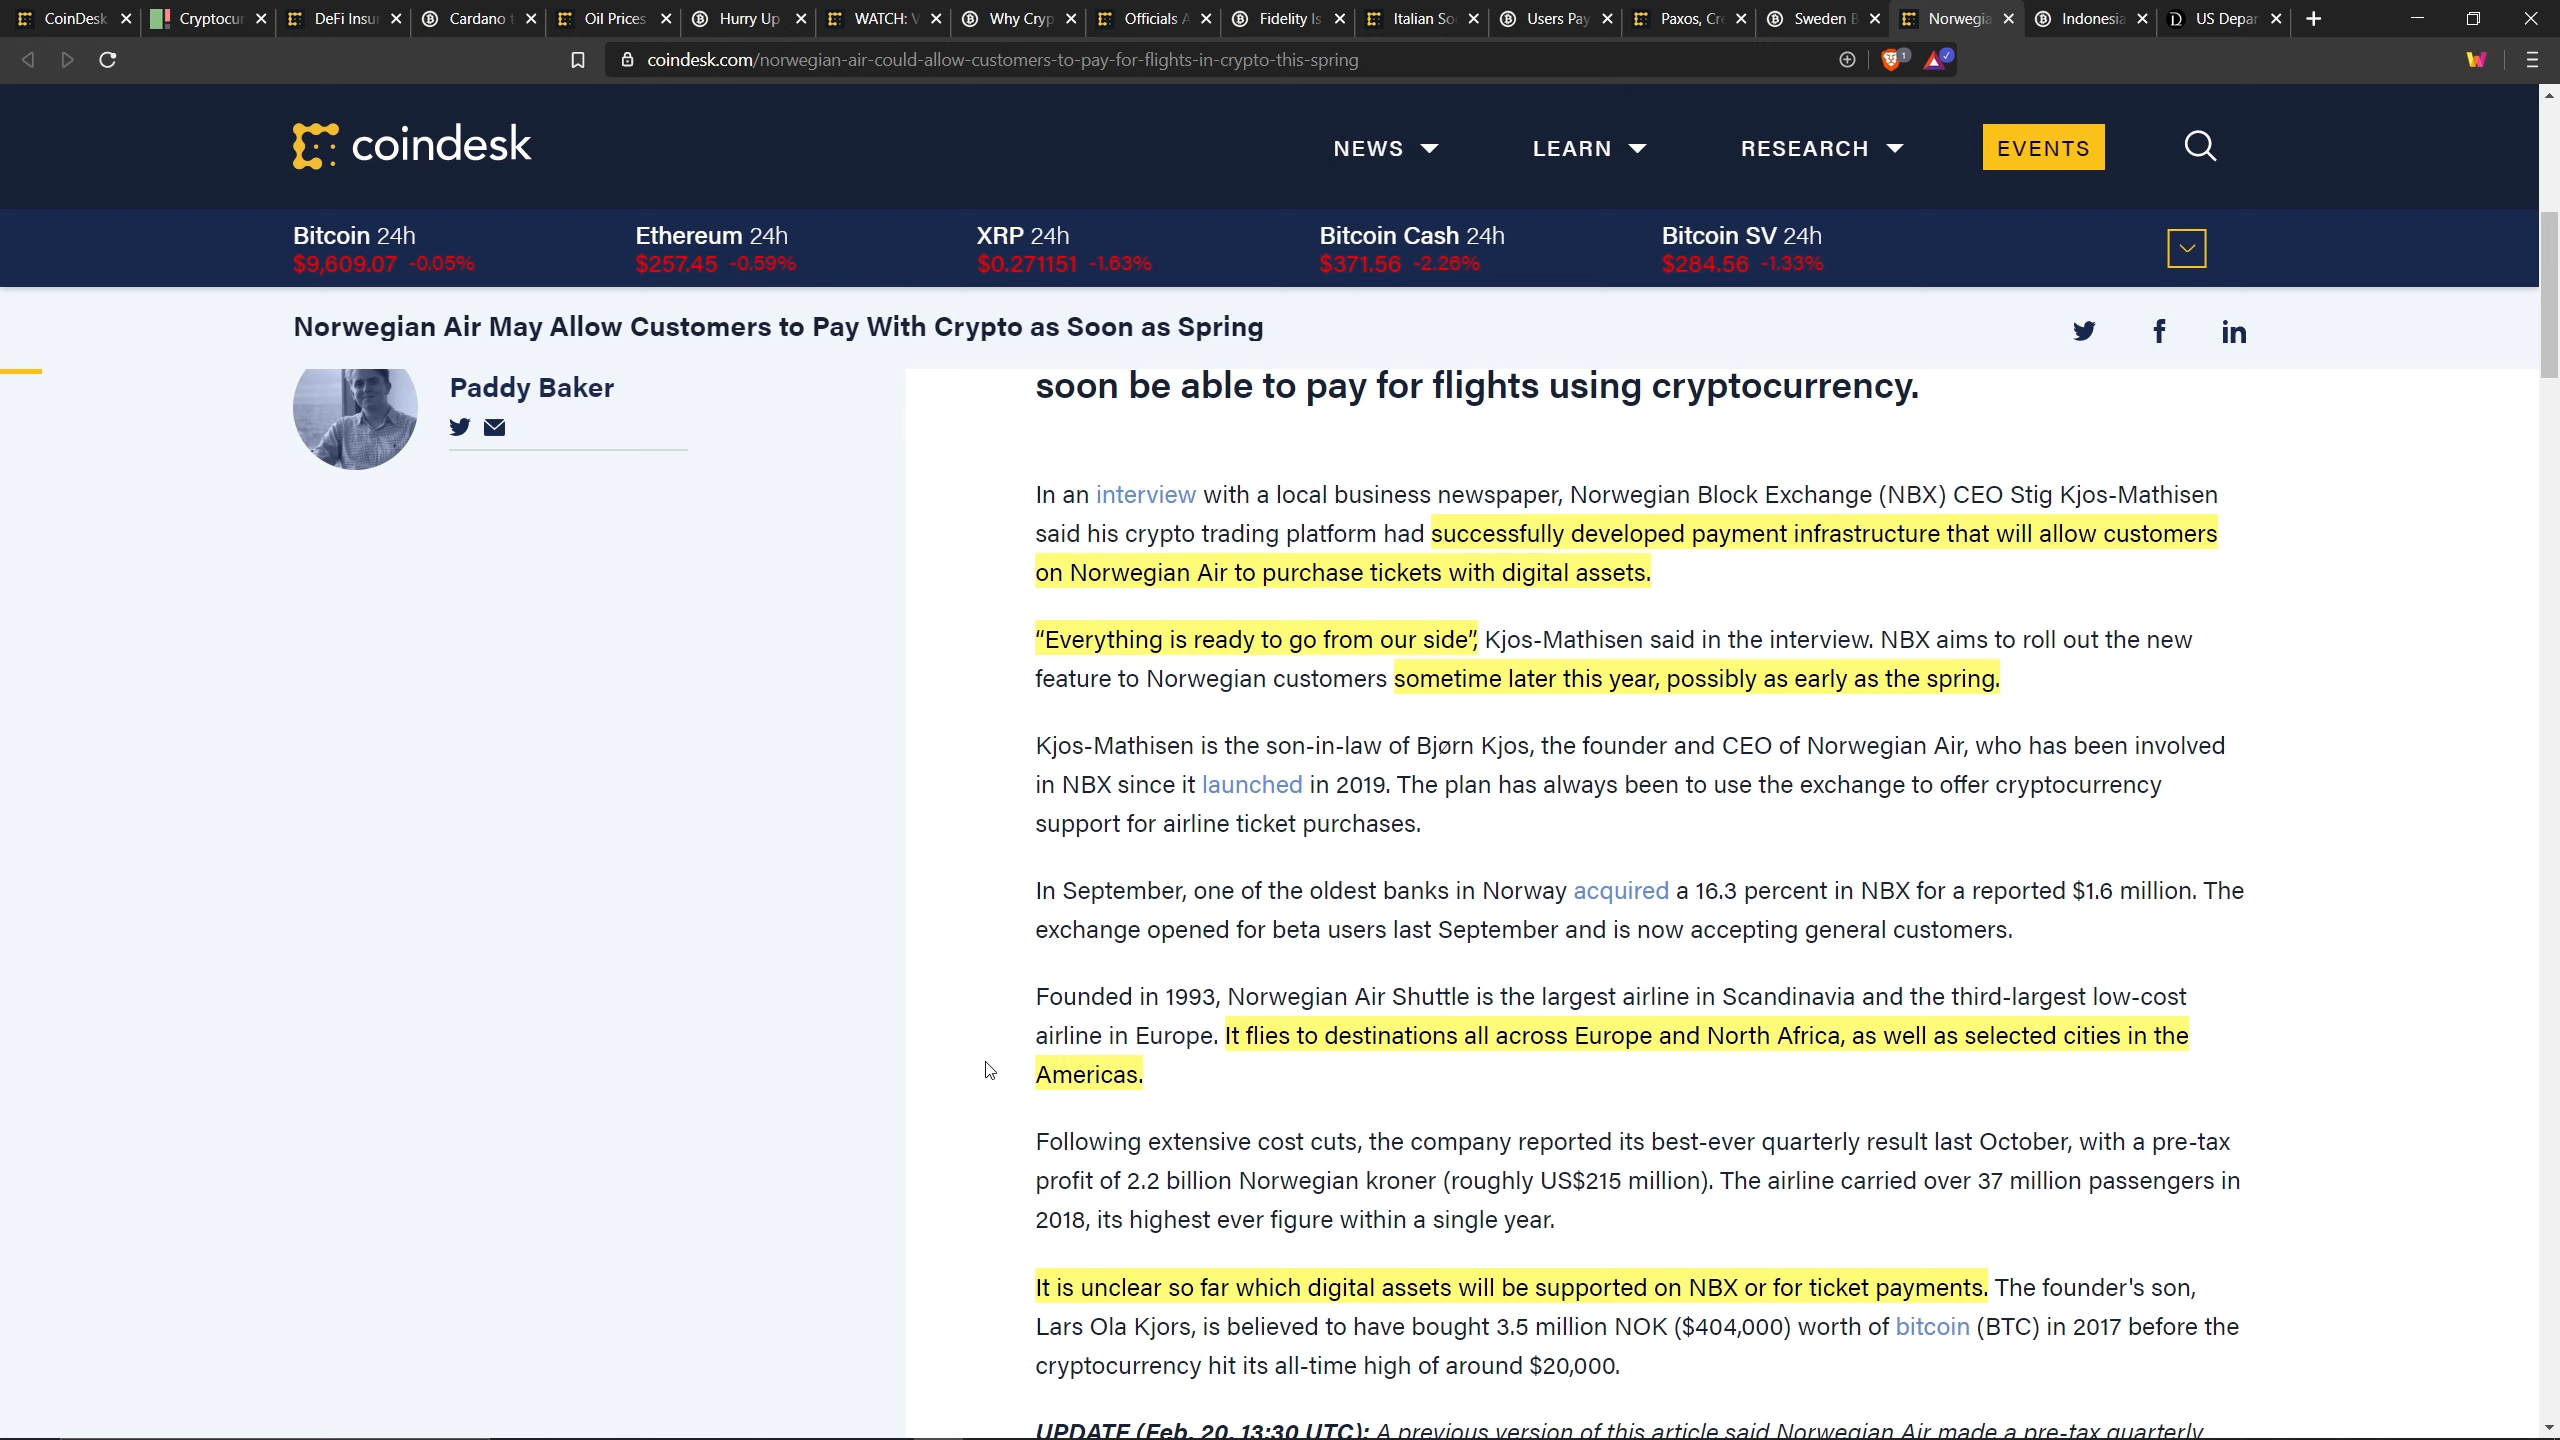 CoinDesk
Cryptocur
DeFi Insu
Cardano t
Oil Prices
Hurry Up
WATCH: V
Why Cryp
Officials A
Fidelity Is
Italian So
Users Pay
Paxos, Cr
Sweden B
Norwegia
Indonesia
US Depar
coindesk.com/norwegian-air-could-allow-customers-to-pay-for-flights-in-crypto-this-spring
1
coindesk
NEWS
LEARN
RESEARCH
EVENTS
Bitcoin 24h
$9,609.07 -0.05%
Ethereum 24h
$257.45 -0.59%
XRP 24h
$0.271151 -1.63%
Bitcoin Cash 24h
$371.56 -2.26%
Bitcoin SV 24h
$284.56 -1.33%
Norwegian Air May Allow Customers to Pay With Crypto as Soon as Spring
Paddy Baker
soon be able to pay for flights using cryptocurrency.
In an interview with a local business newspaper, Norwegian Block Exchange (NBX) CEO Stig Kjos-Mathisen
said his crypto trading platform had successfully developed payment infrastructure that will allow customers
on Norwegian Air to purchase tickets with digital assets.
“Everything is ready to go from our side”, Kjos-Mathisen said in the interview. NBX aims to roll out the new
feature to Norwegian customers sometime later this year, possibly as early as the spring.
Kjos-Mathisen is the son-in-law of Bjørn Kjos, the founder and CEO of Norwegian Air, who has been involved
in NBX since it launched in 2019. The plan has always been to use the exchange to offer cryptocurrency
support for airline ticket purchases.
In September, one of the oldest banks in Norway acquired a 16.3 percent in NBX for a reported $1.6 million. The
exchange opened for beta users last September and is now accepting general customers.
Founded in 1993, Norwegian Air Shuttle is the largest airline in Scandinavia and the third-largest low-cost
airline in Europe. It flies to destinations all across Europe and North Africa, as well as selected cities in the
Americas.
Following extensive cost cuts, the company reported its best-ever quarterly result last October, with a pre-tax
profit of 2.2 billion Norwegian kroner (roughly US$215 million). The airline carried over 37 million passengers in
2018, its highest ever figure within a single year.
It is unclear so far which digital assets will be supported on NBX or for ticket payments. The founder's son,
Lars Ola Kjors, is believed to have bought 3.5 million NOK ($404,000) worth of bitcoin (BTC) in 2017 before the
cryptocurrency hit its all-time high of around $20,000.
UPDATE (Feb. 20, 13:30 UTC): A previous version of this article said Norwegian Air made a pre-tax quarterly